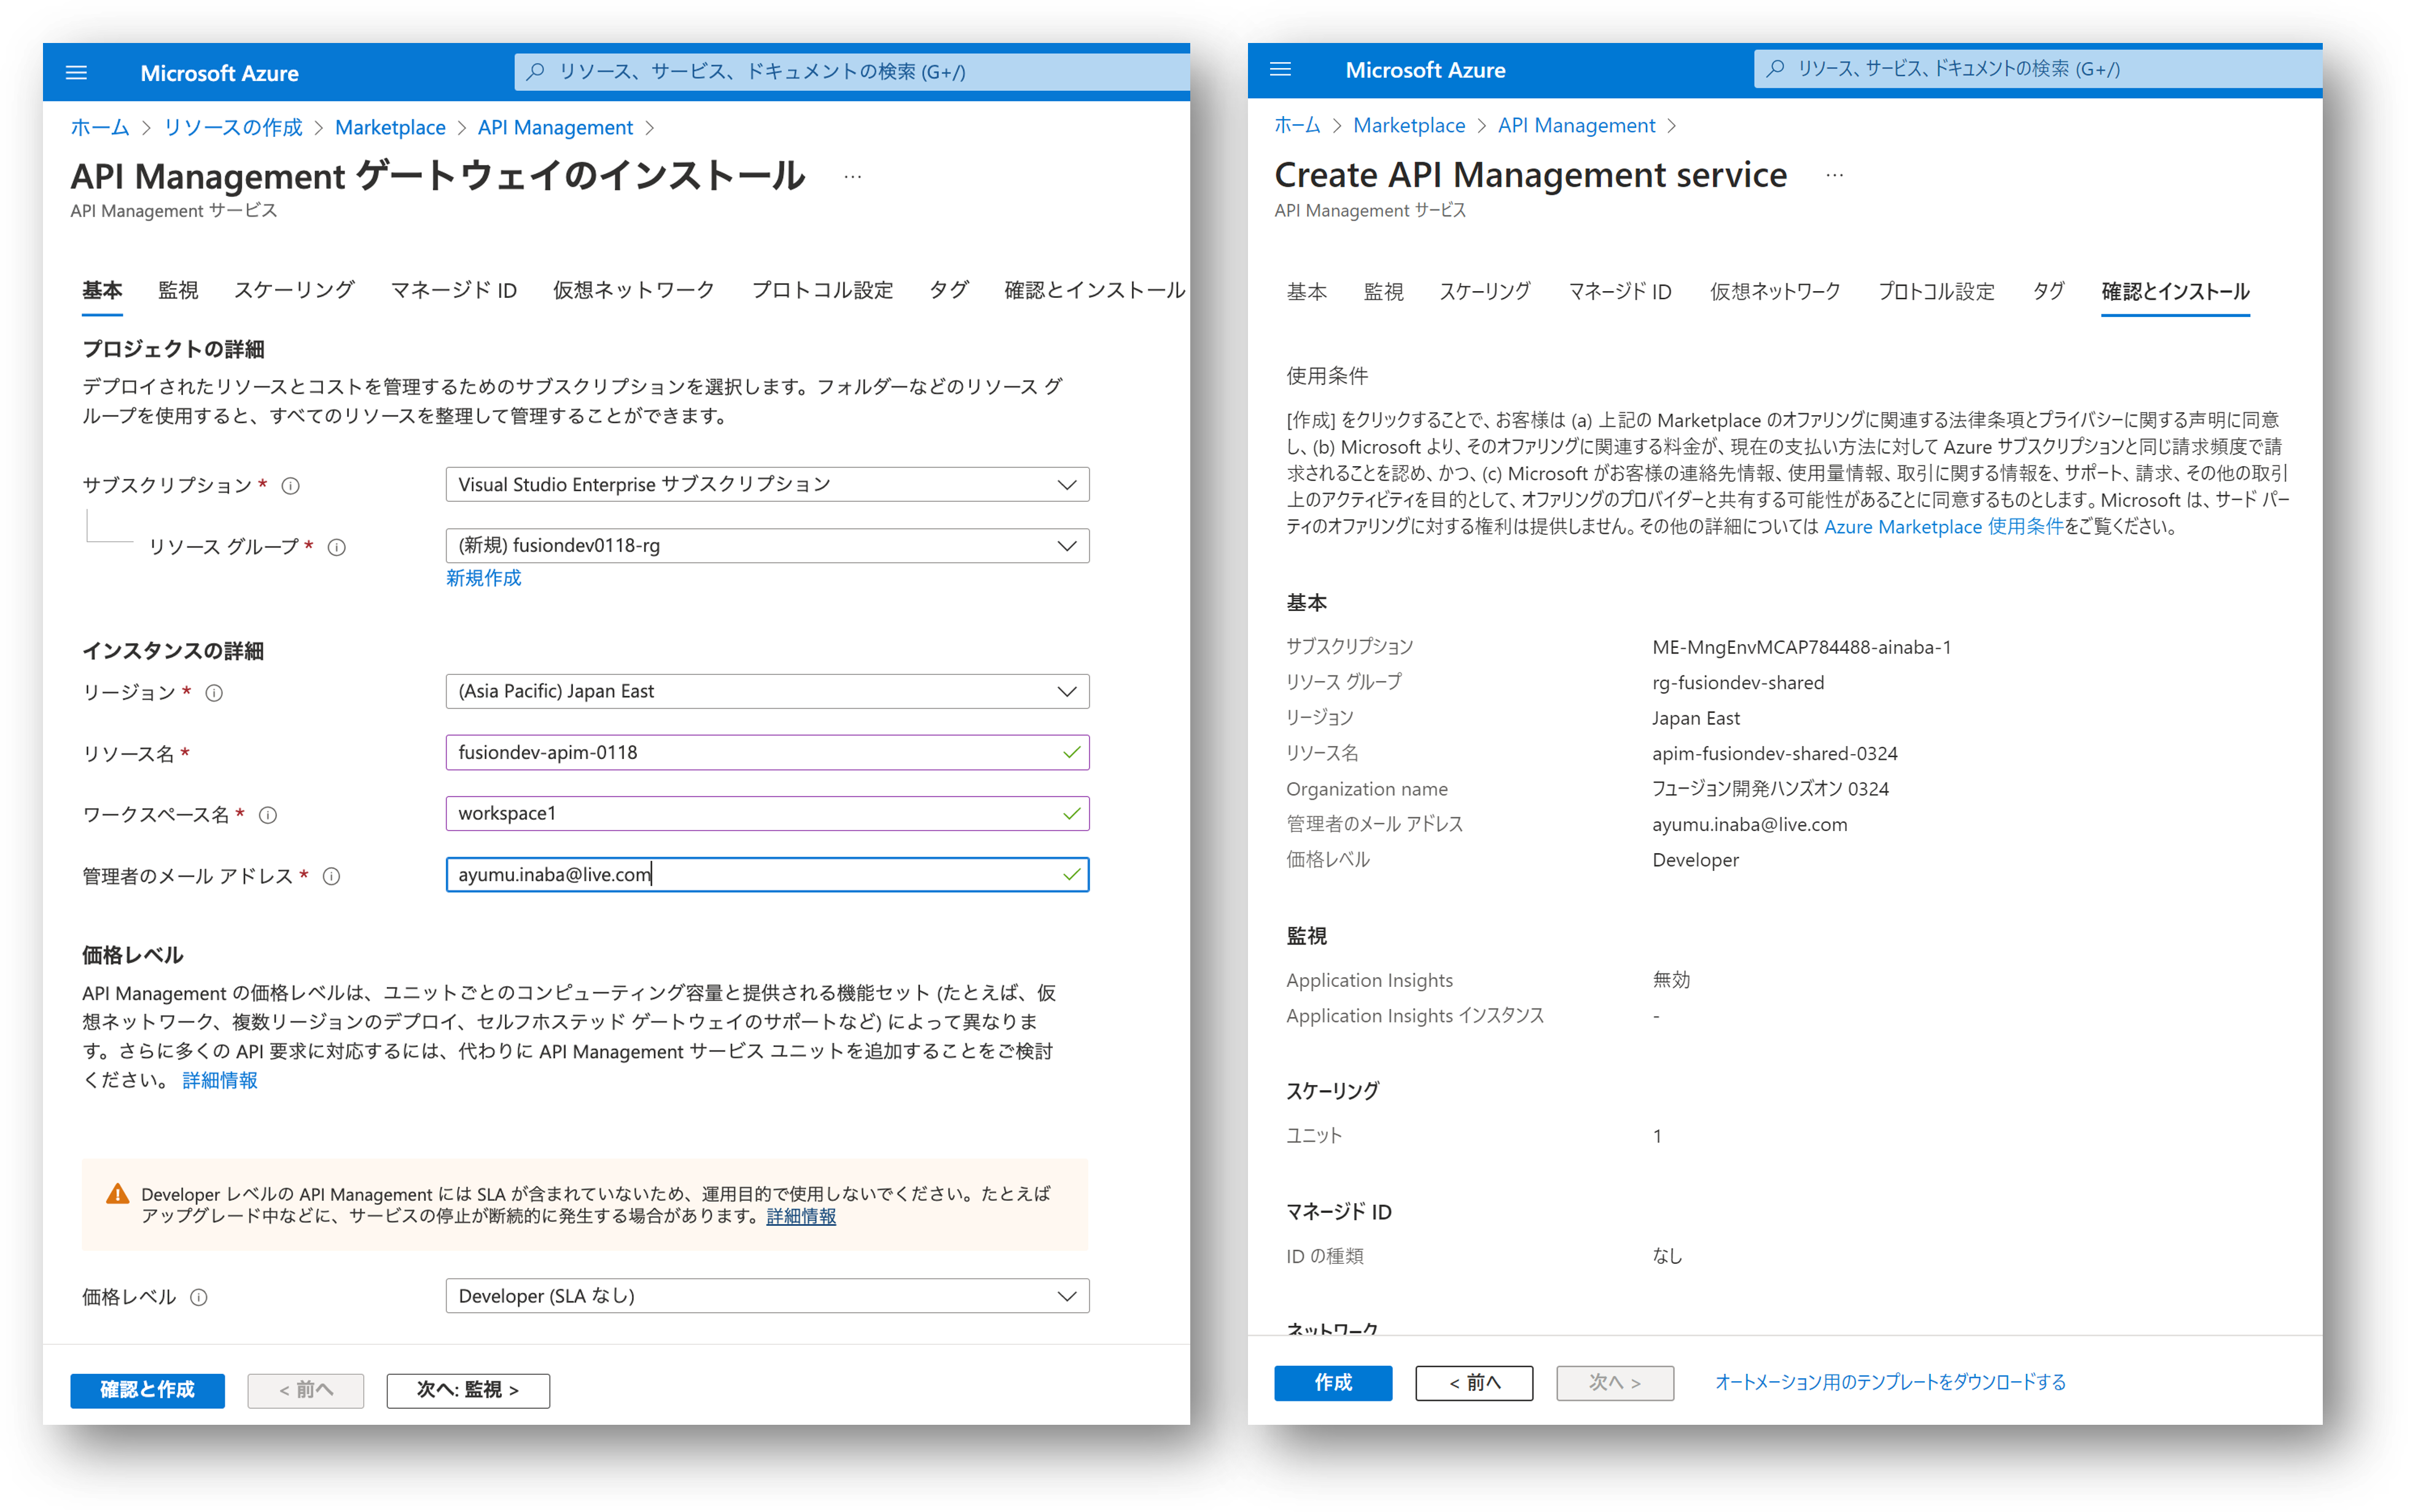 Microsoft Azure
リソース、サービス、ドキュメントの検索 (G+/)
ホーム > リソースの作成 > Marketplace > API Management >
API Management ゲートウェイのインストール ...
API Management サービス
基本 監視 スケーリング マネージド ID 仮想ネットワーク プロトコル設定 タグ 確認とインストール
プロジェクトの詳細
デプロイされたリソースとコストを管理するためのサブスクリプションを選択します。フォルダーなどのリソース グ
ループを使用すると、すべてのリソースを整理して管理することができます。
サブスクリプション * Visual Studio Enterprise サブスクリプション
リソース グループ * (新規) fusiondev0118-rg
新規作成
インスタンスの詳細
リージョン * (Asia Pacific) Japan East
リソース名 * fusiondev-apim-0118
ワークスペース名 * workspace1
管理者のメール アドレス * ayumu.inaba@live.com
価格レベル
API Management の価格レベルは、ユニットごとのコンピューティング容量と提供される機能セット (たとえば、仮
想ネットワーク、複数リージョンのデプロイ、セルフホステッド ゲートウェイのサポートなど) によって異なりま
す。さらに多くの API 要求に対応するには、代わりに API Management サービス ユニットを追加することをご検討
ください。 詳細情報
Developer レベルの API Management には SLA が含まれていないため、運用目的で使用しないでください。たとえば
アップグレード中などに、サービスの停止が断続的に発生する場合があります。詳細情報
価格レベル Developer (SLA なし)
確認と作成 < 前へ 次へ: 監視 >
Microsoft Azure
リソース、サービス、ドキュメントの検索 (G+/)
ホーム > Marketplace > API Management >
Create API Management service ...
API Management サービス
基本 監視 スケーリング マネージド ID 仮想ネットワーク プロトコル設定 タグ 確認とインストール
使用条件
[作成] をクリックすることで、お客様は (a) 上記の Marketplace のオファリングに関連する法律条項とプライバシーに関する声明に同意
し、(b) Microsoft より、そのオファリングに関連する料金が、現在の支払い方法に対して Azure サブスクリプションと同じ請求頻度で請
求されることを認め、かつ、(c) Microsoft がお客様の連絡先情報、使用量情報、取引に関する情報を、サポート、請求、その他の取引
上のアクティビティを目的として、オファリングのプロバイダーと共有する可能性があることに同意するものとします。Microsoft は、サード パー
ティのオファリングに対する権利は提供しません。その他の詳細については Azure Marketplace 使用条件をご覧ください。
基本
サブスクリプション ME-MngEnvMCAP784488-ainaba-1
リソース グループ rg-fusiondev-shared
リージョン Japan East
リソース名 apim-fusiondev-shared-0324
Organization name フュージョン開発ハンズオン 0324
管理者のメール アドレス ayumu.inaba@live.com
価格レベル Developer
監視
Application Insights 無効
Application Insights インスタンス -
スケーリング
ユニット 1
マネージド ID
ID の種類 なし
ネットワーク
作成 < 前へ 次へ > オートメーション用のテンプレートをダウンロードする